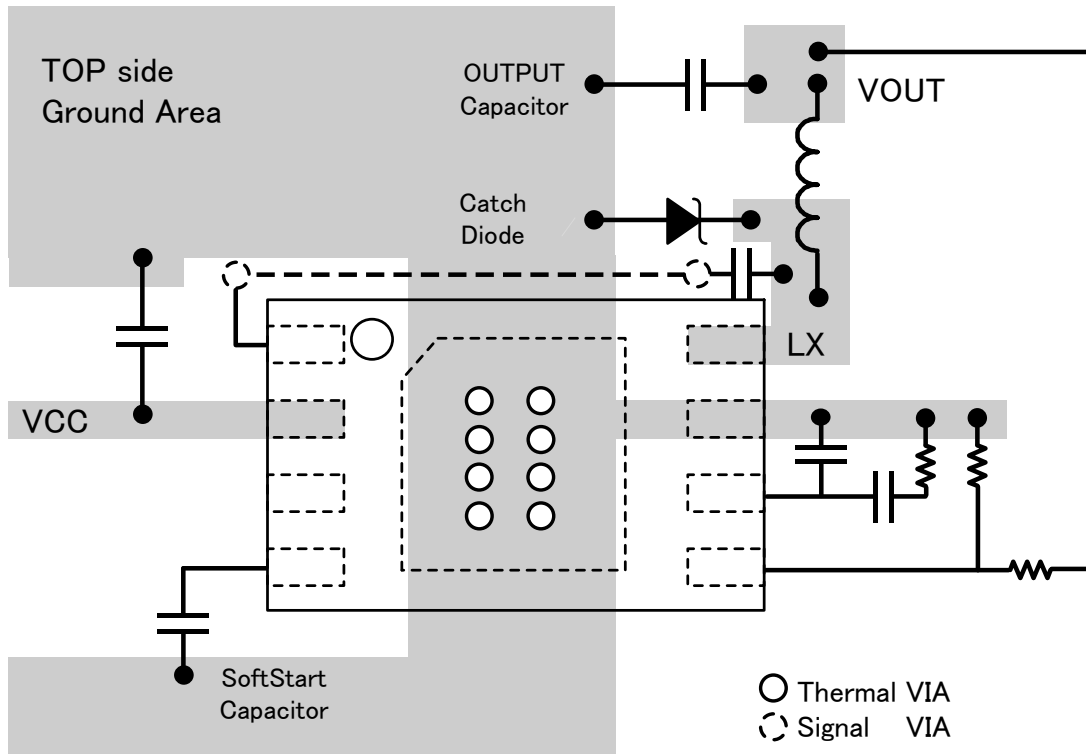 TOP side
Ground Area
OUTPUT
Capacitor
VOUT
Catch
Diode
LX
VCC
SoftStart
Capacitor
Thermal VIA
Signal VIA